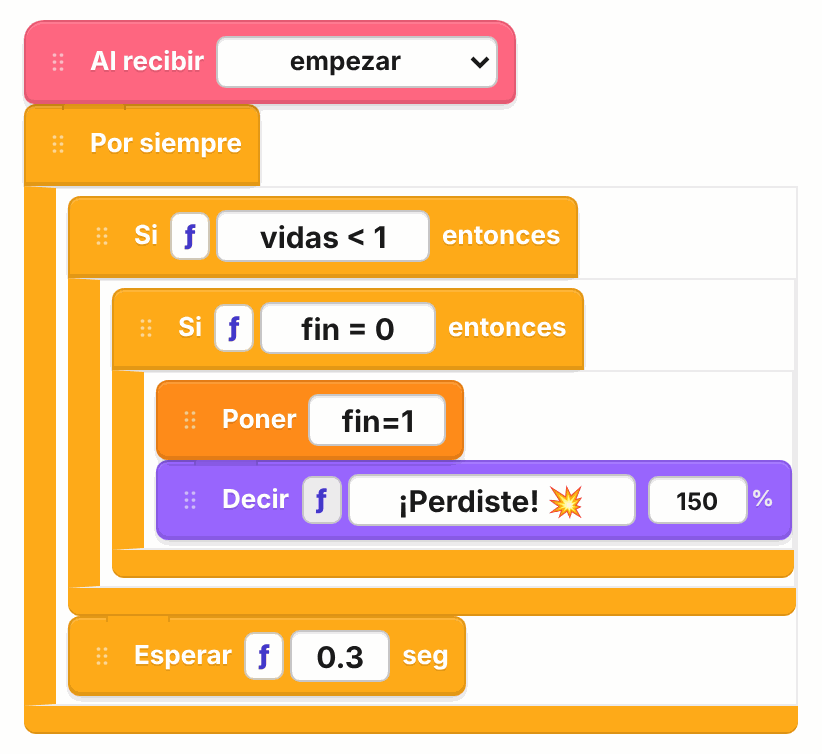 Al recibir empezar
Por siempre
Si ƒ vidas < 1 entonces
Si ƒ fin = 0 entonces
Poner fin=1
Decir ƒ ¡Perdiste! 💥 150 %
Esperar ƒ 0.3 seg